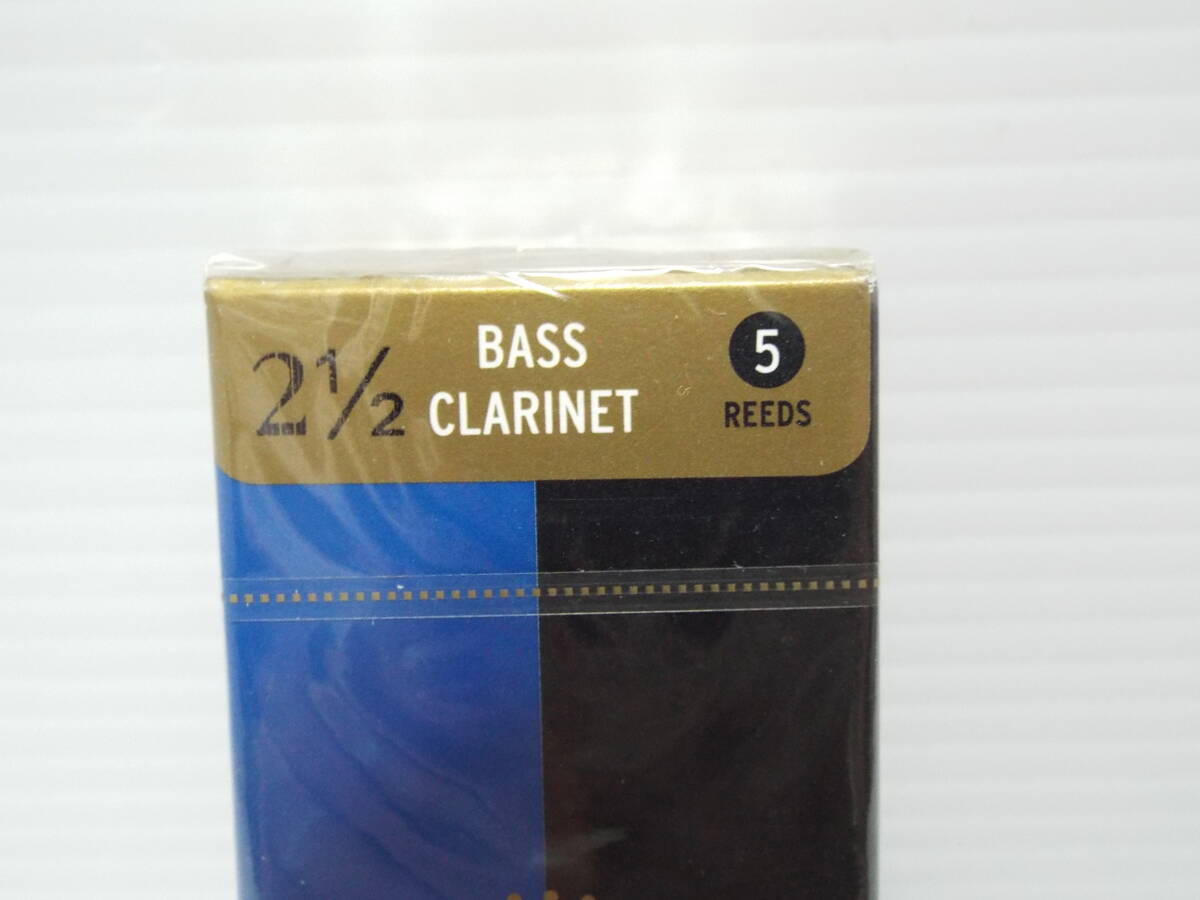 2½
BASS
CLARINET
5
REEDS